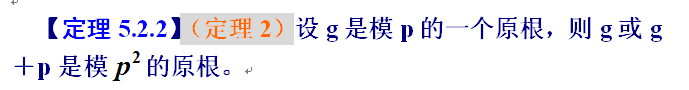 【定理 5.2.2】（定理 2）设 g 是模 p 的一个原根，则 g 或 g
＋p 是模 p² 的原根。